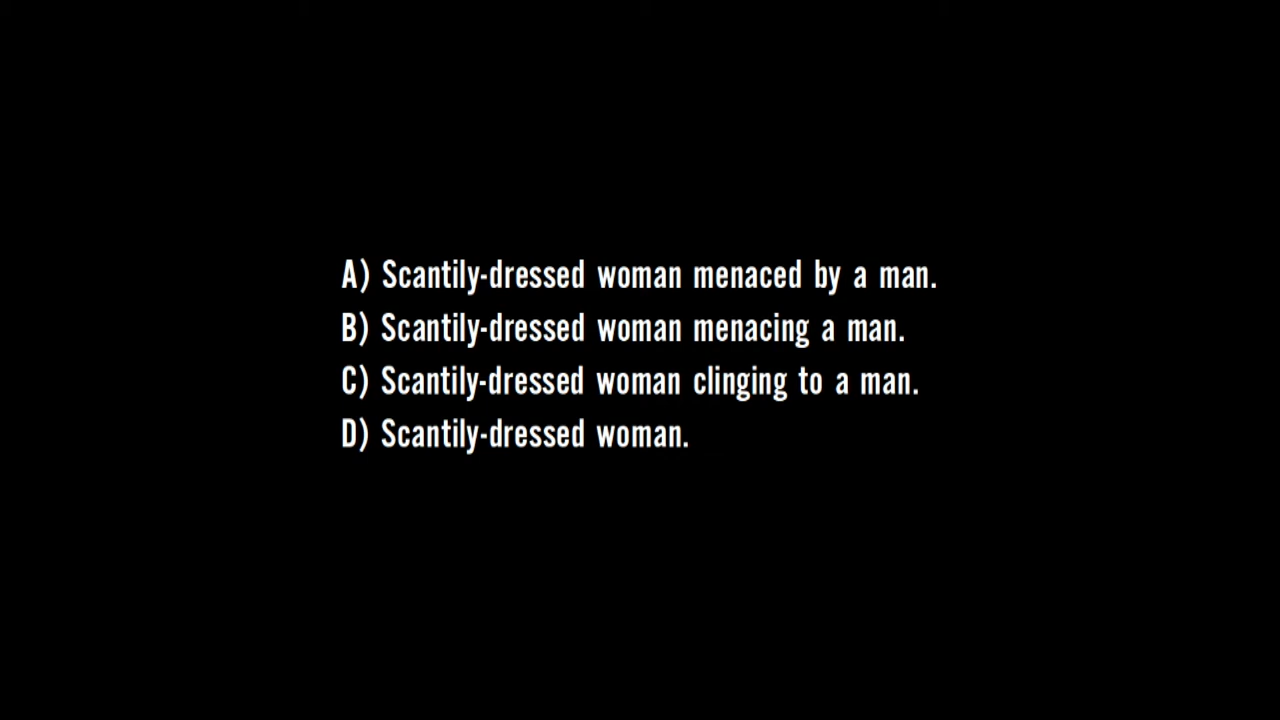 A) Scantily-dressed woman menaced by a man.
B) Scantily-dressed woman menacing a man.
C) Scantily-dressed woman clinging to a man.
D) Scantily-dressed woman.